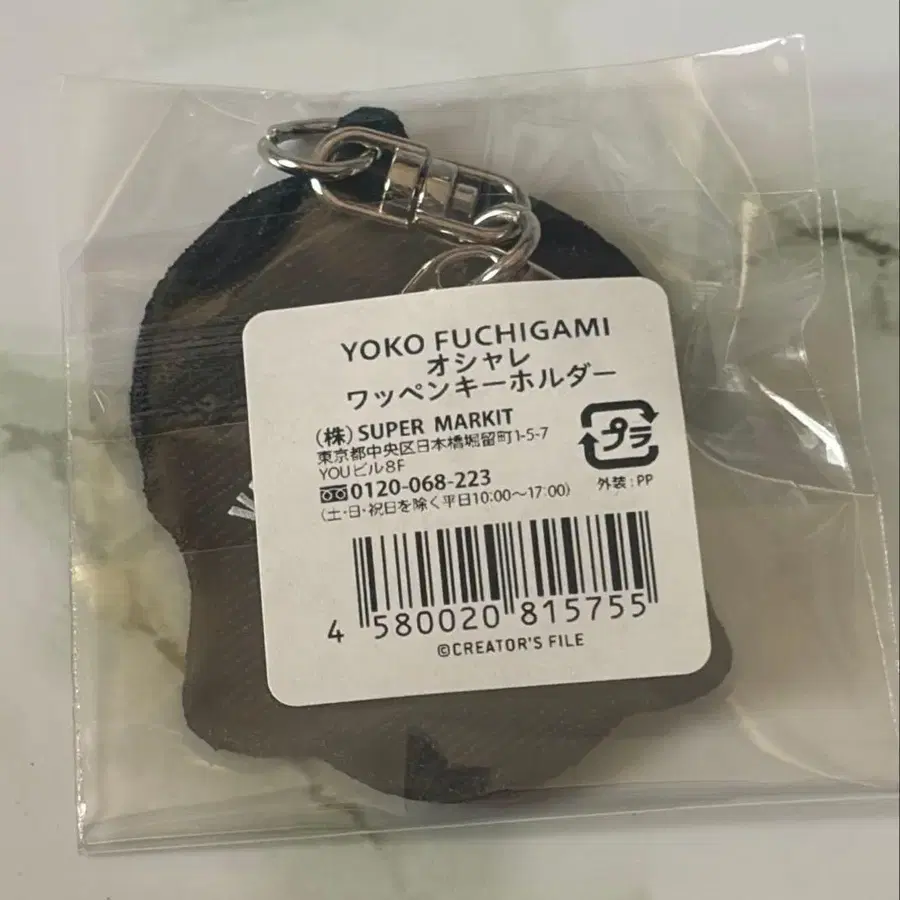 YOKO FUCHIGAMI
オシャレ
ワッペンキーホルダー
(株)SUPER MARKIT
東京都中央区日本橋堀留町1-5-7
YOUビル8F
0120-068-223
(土・日・祝日を除く平日10:00〜17:00)
プラ
外装:PP
4 580020 815755
©CREATOR'S FILE